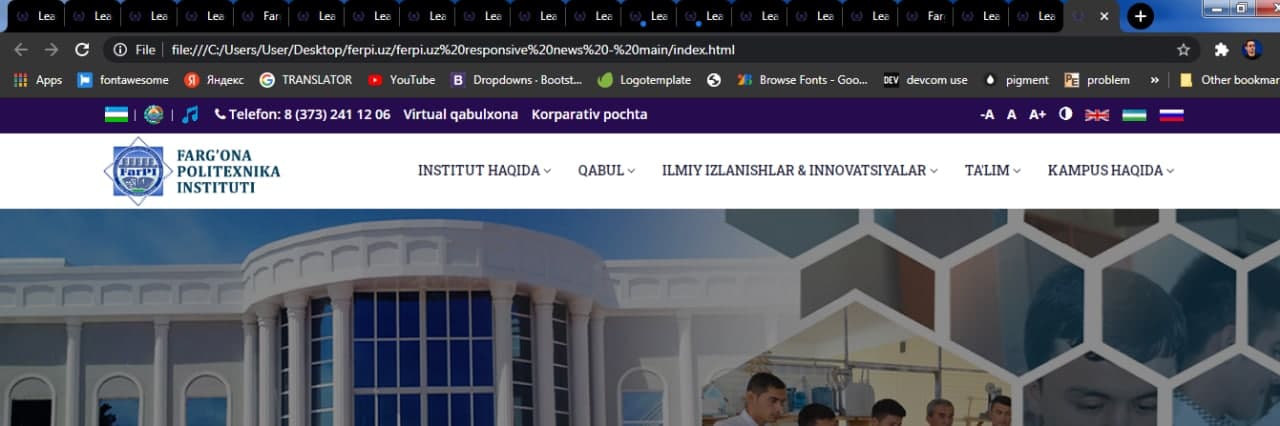 Lea Lea Lea Lea Far Lea Lea Lea Lea Lea Lea Lea Lea Lea Lea Lea Far Lea Lea
File file:///C:/Users/User/Desktop/ferpi.uz/ferpi.uz%20responsive%20news%20-%20main/index.html
Apps fontawesome Яндекс TRANSLATOR YouTube B Dropdowns - Bootst... Logotemplate Browse Fonts - Goo... DEV devcom use pigment PE problem » Other bookmar
Telefon: 8 (373) 241 12 06 Virtual qabulxona Korparativ pochta -A A A+
FarPI
FARG'ONA
POLITEXNIKA
INSTITUTI
INSTITUT HAQIDA QABUL ILMIY IZLANISHLAR & INNOVATSIYALAR TA'LIM KAMPUS HAQIDA